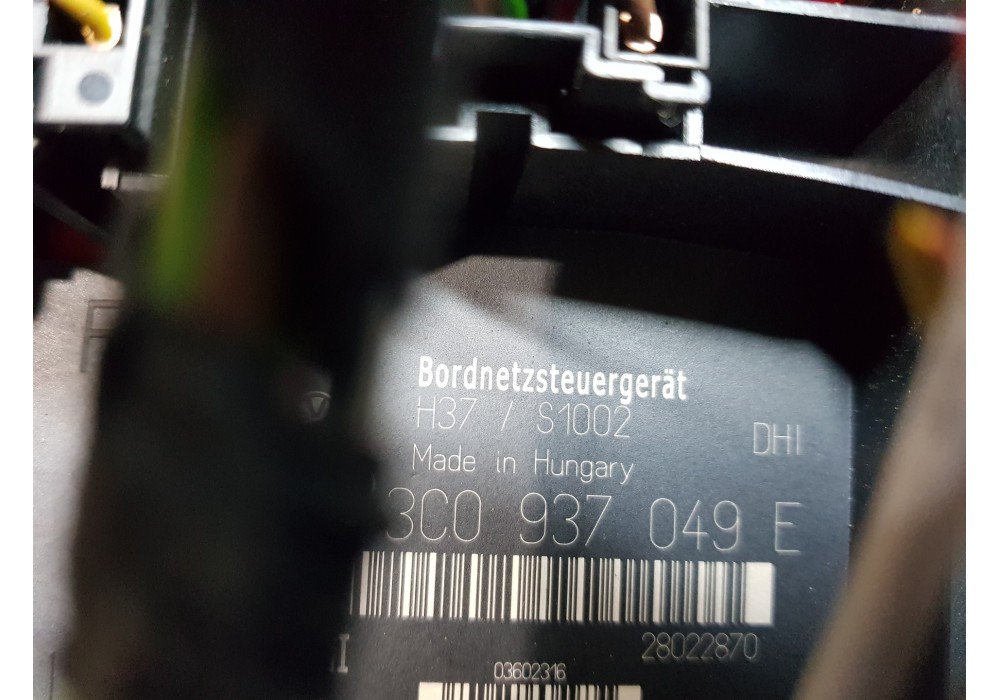 Bordnetzsteuergerät
H37 / S1002
DHI
Made in Hungary
3C0 937 049 E
28022870
03602316